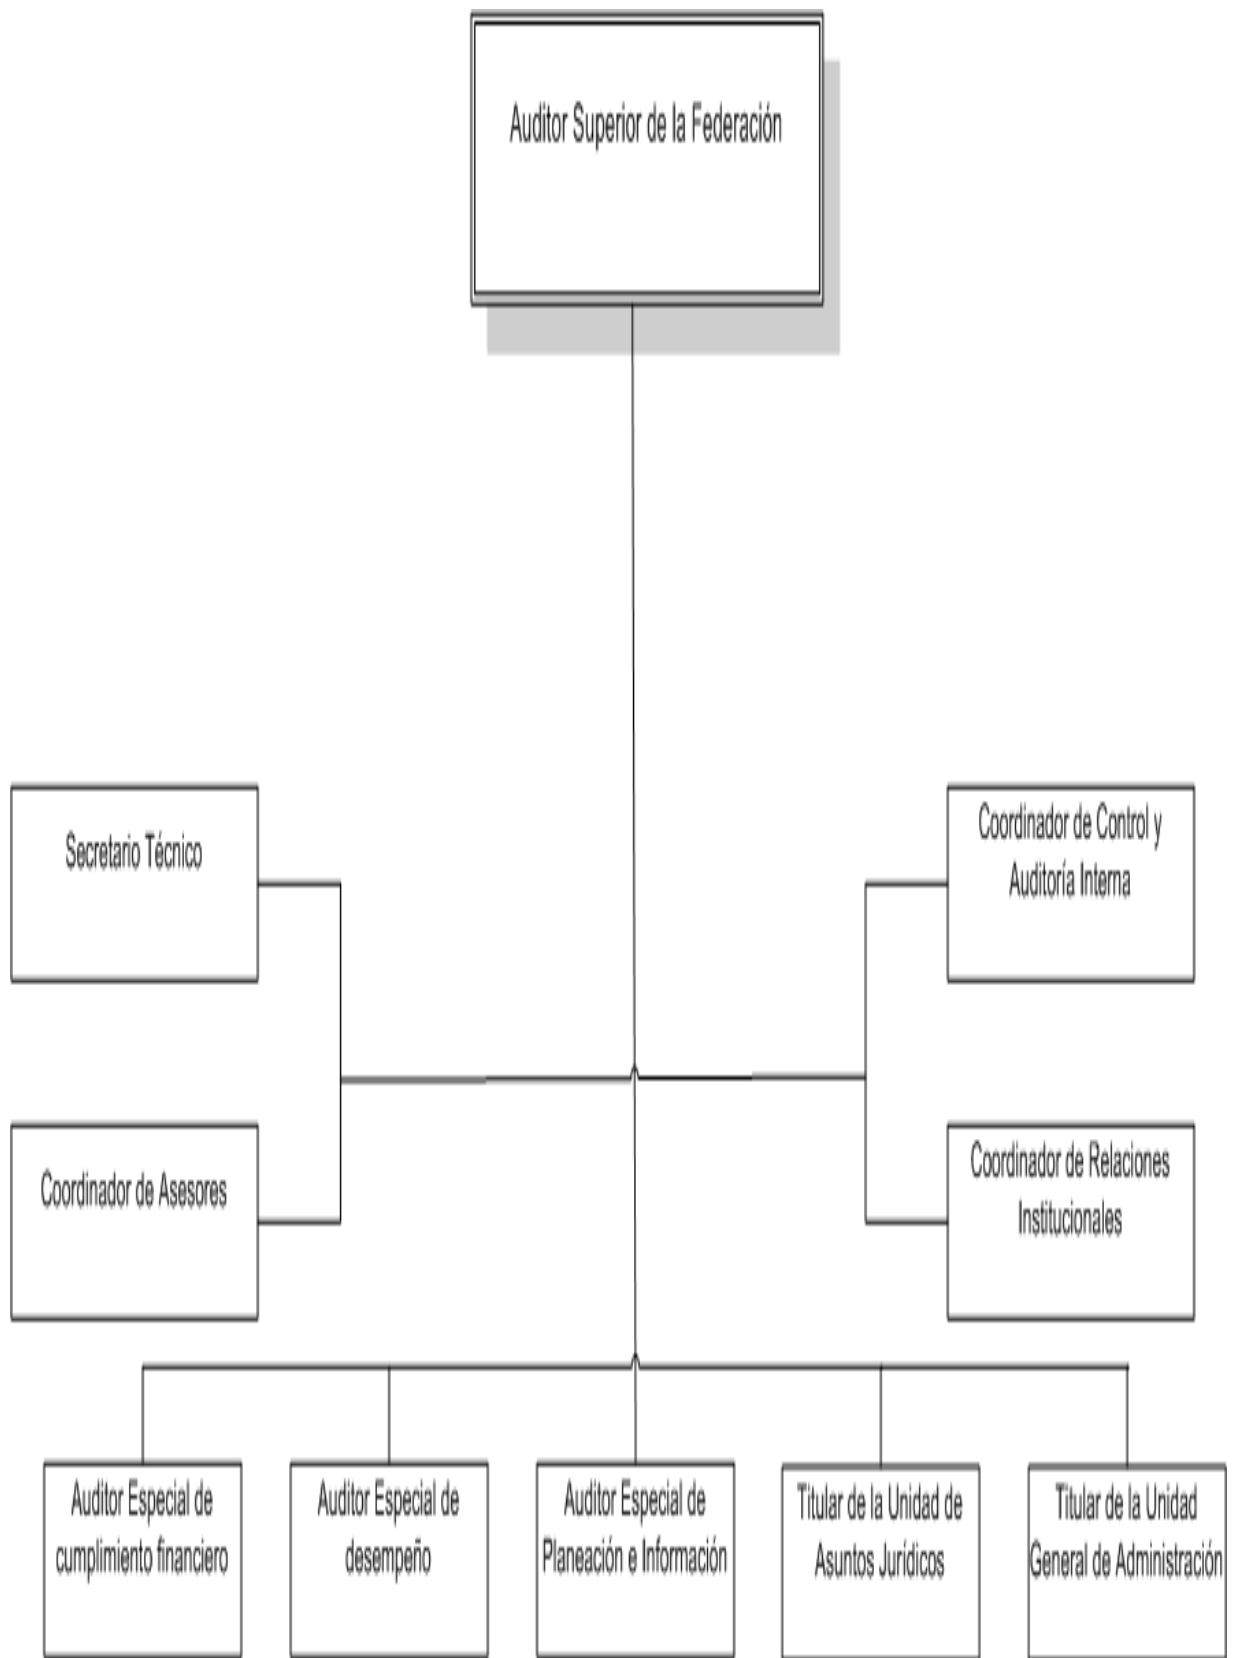 Auditor Superior de la Federación
Secretario Técnico
Coordinador de Control y
Auditoría Interna
Coordinador de Asesores
Coordinador de Relaciones
Institucionales
Auditor Especial de
cumplimiento financiero
Auditor Especial de
desempeño
Auditor Especial de
Planeación e Información
Titular de la Unidad de
Asuntos Jurídicos
Titular de la Unidad
General de Administración